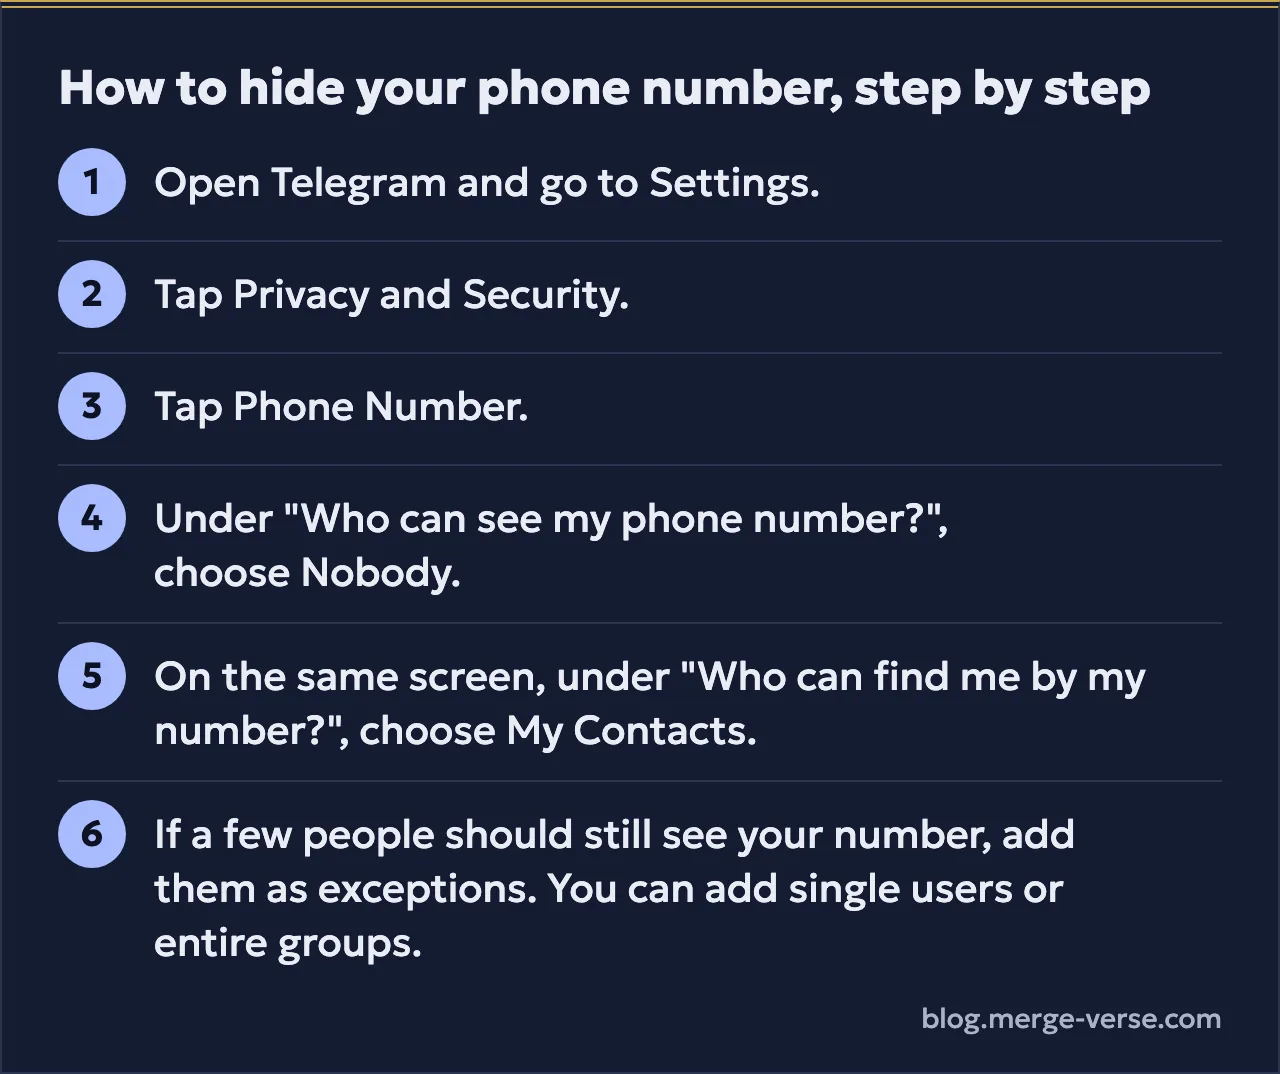 How to hide your phone number, step by step
1 Open Telegram and go to Settings.
2 Tap Privacy and Security.
3 Tap Phone Number.
4 Under "Who can see my phone number?",
choose Nobody.
5 On the same screen, under "Who can find me by my
number?", choose My Contacts.
6 If a few people should still see your number, add
them as exceptions. You can add single users or
entire groups.
blog.merge-verse.com